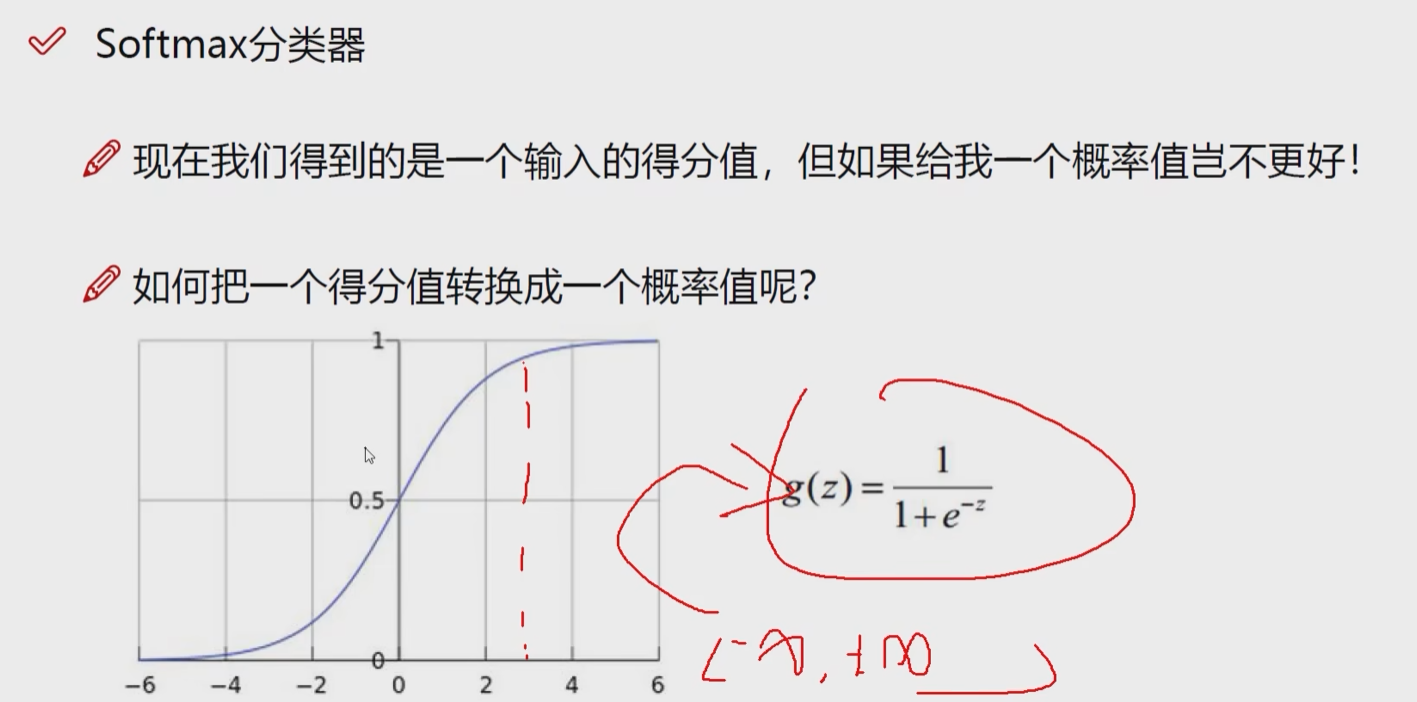 Softmax分类器
现在我们得到的是一个输入的得分值，但如果给我一个概率值岂不更好！
如何把一个得分值转换成一个概率值呢？
1
0.5
0
-6 -4 -2 0 2 4 6
g(z) = 1 / (1+e^{-z})
(-∞, +∞)